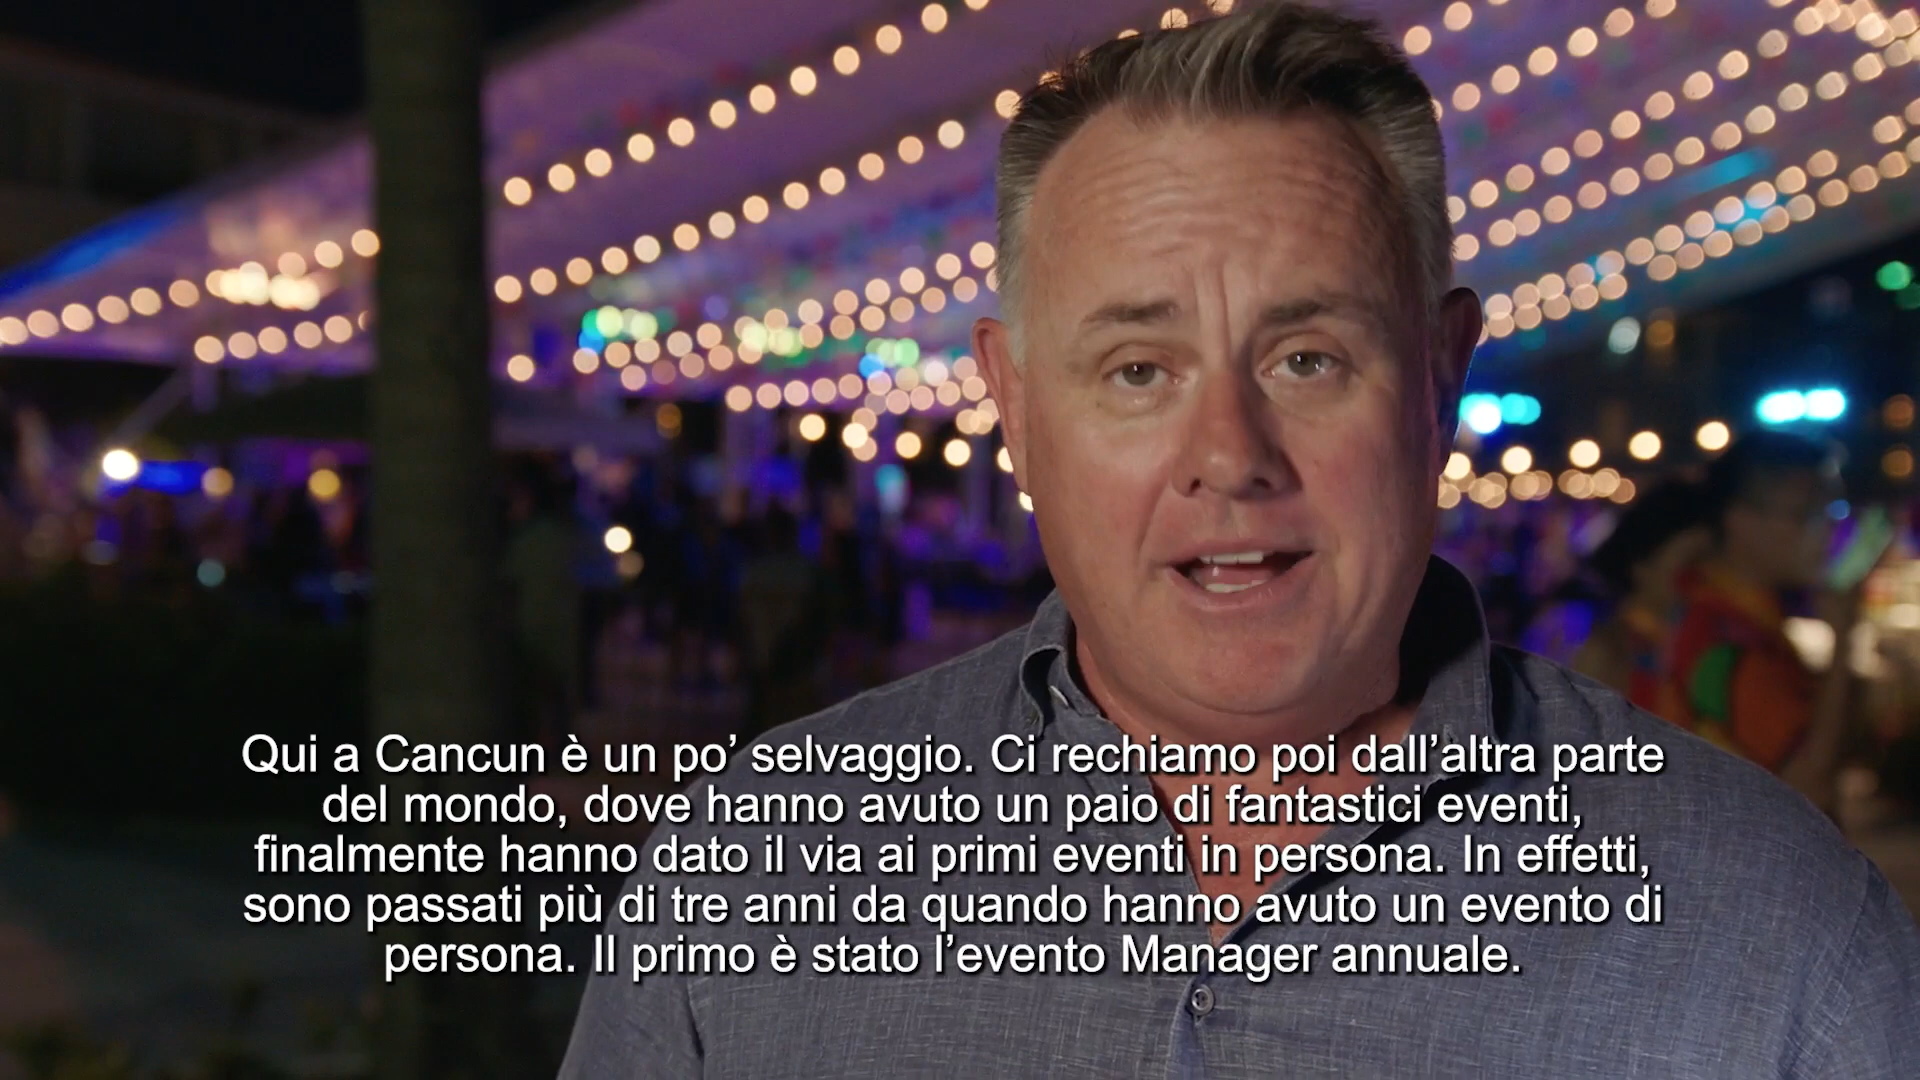 Qui a Cancun è un po’ selvaggio. Ci rechiamo poi dall’altra parte
del mondo, dove hanno avuto un paio di fantastici eventi,
finalmente hanno dato il via ai primi eventi in persona. In effetti,
sono passati più di tre anni da quando hanno avuto un evento di
persona. Il primo è stato l’evento Manager annuale.